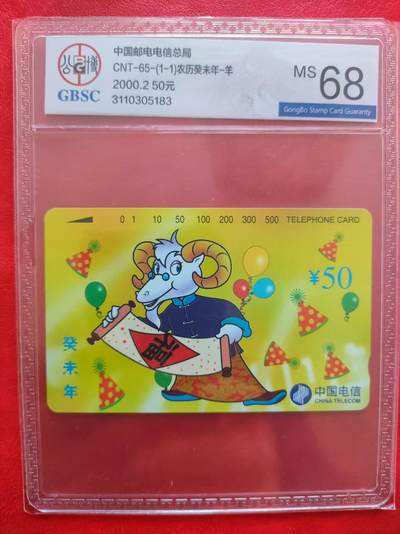 公博
GBSC
中国邮电电信总局
CNT-65-(1-1)农历癸未年-羊
2000.2 50元
3110305183
MS 68
GongBo Stamp Card Guaranty
0 1 10 50 100 200 300 500 TELEPHONE CARD
¥50
福
癸未年
中国电信
CHINA TELECOM